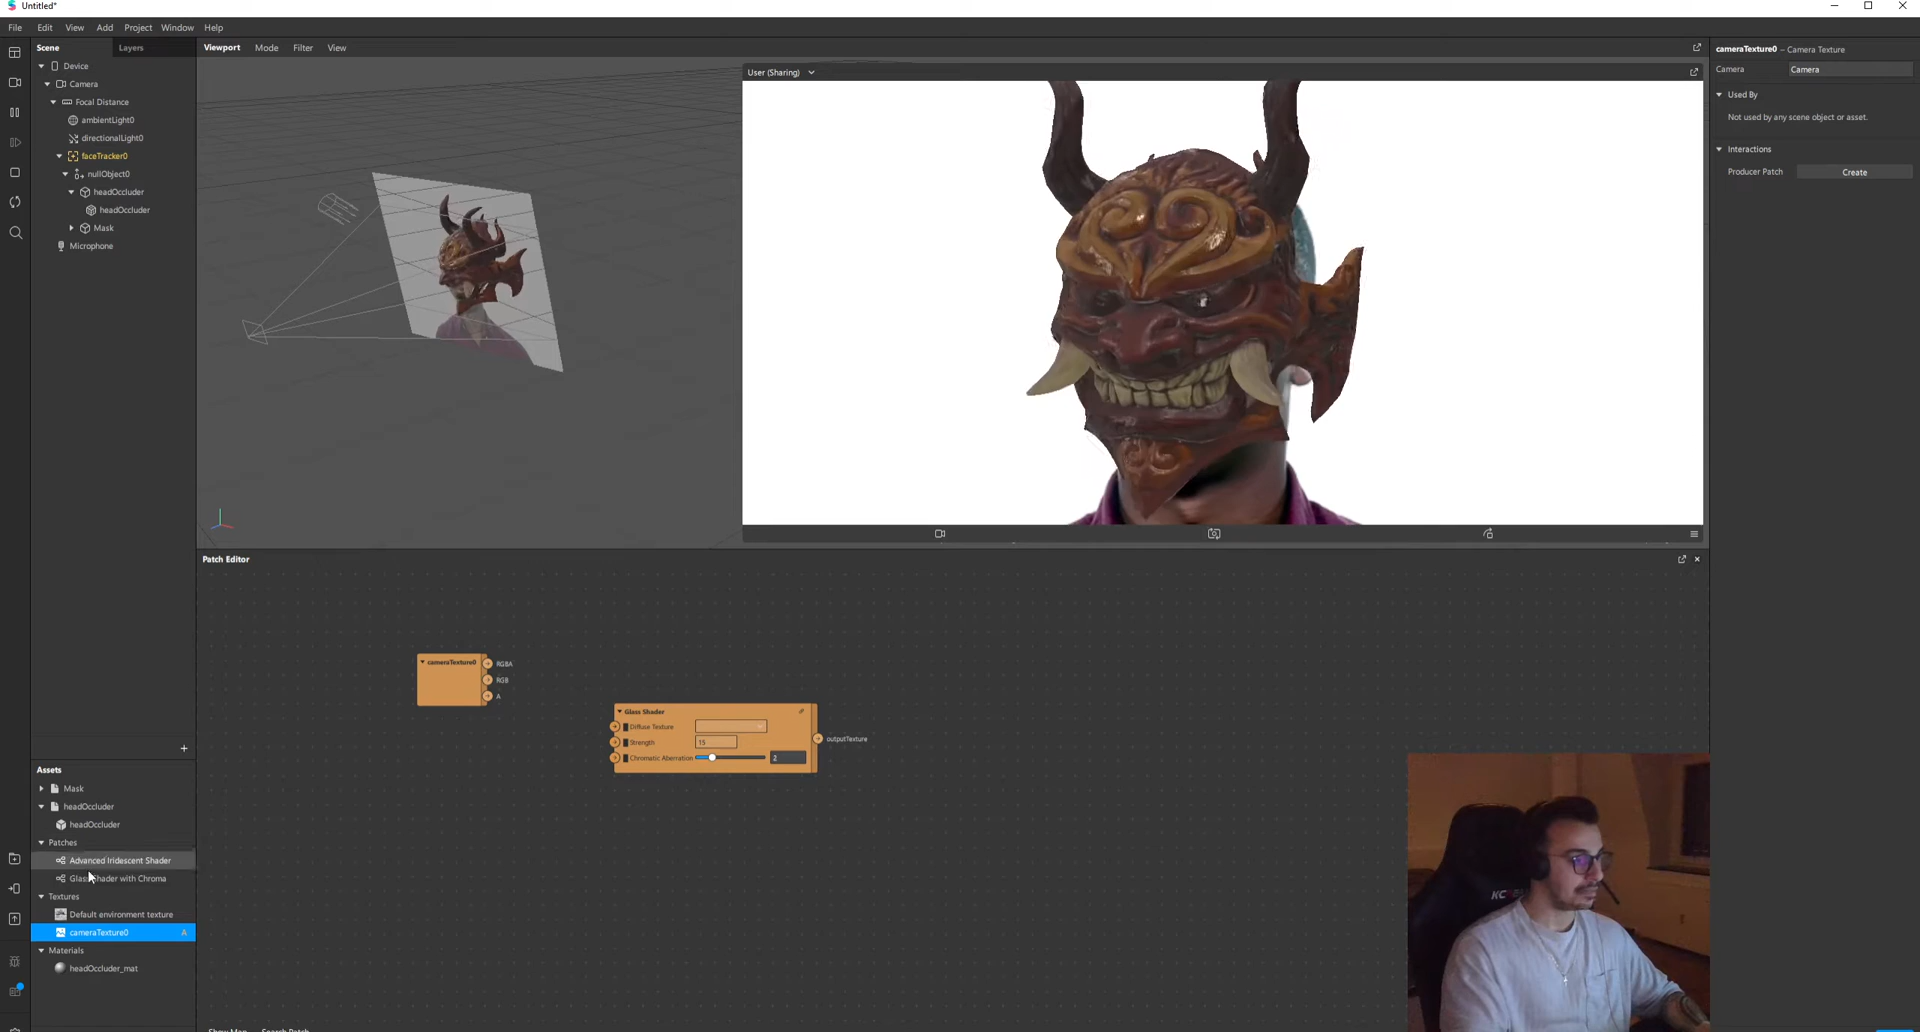 Untitled*
File Edit View Add Project Window Help
Scene Layers
Device
Camera
Focal Distance
ambientLight0
directionalLight0
faceTracker0
nullObject0
headOccluder
headOccluder
Mask
Microphone
Viewport Mode Filter View
User (Sharing)
cameraTexture0 – Camera Texture
Camera Camera
Used By
Not used by any scene object or asset.
Interactions
Producer Patch Create
Patch Editor
cameraTexture0
RGBA
RGB
A
Glass Shader
Diffuse Texture
Strength 15
Chromatic Aberration 2
outputTexture
Assets
Mask
headOccluder
headOccluder
Patches
Advanced Iridescent Shader
Glass Shader with Chroma
Textures
Default environment texture
cameraTexture0 A
Materials
headOccluder_mat
Show Map Search Patch